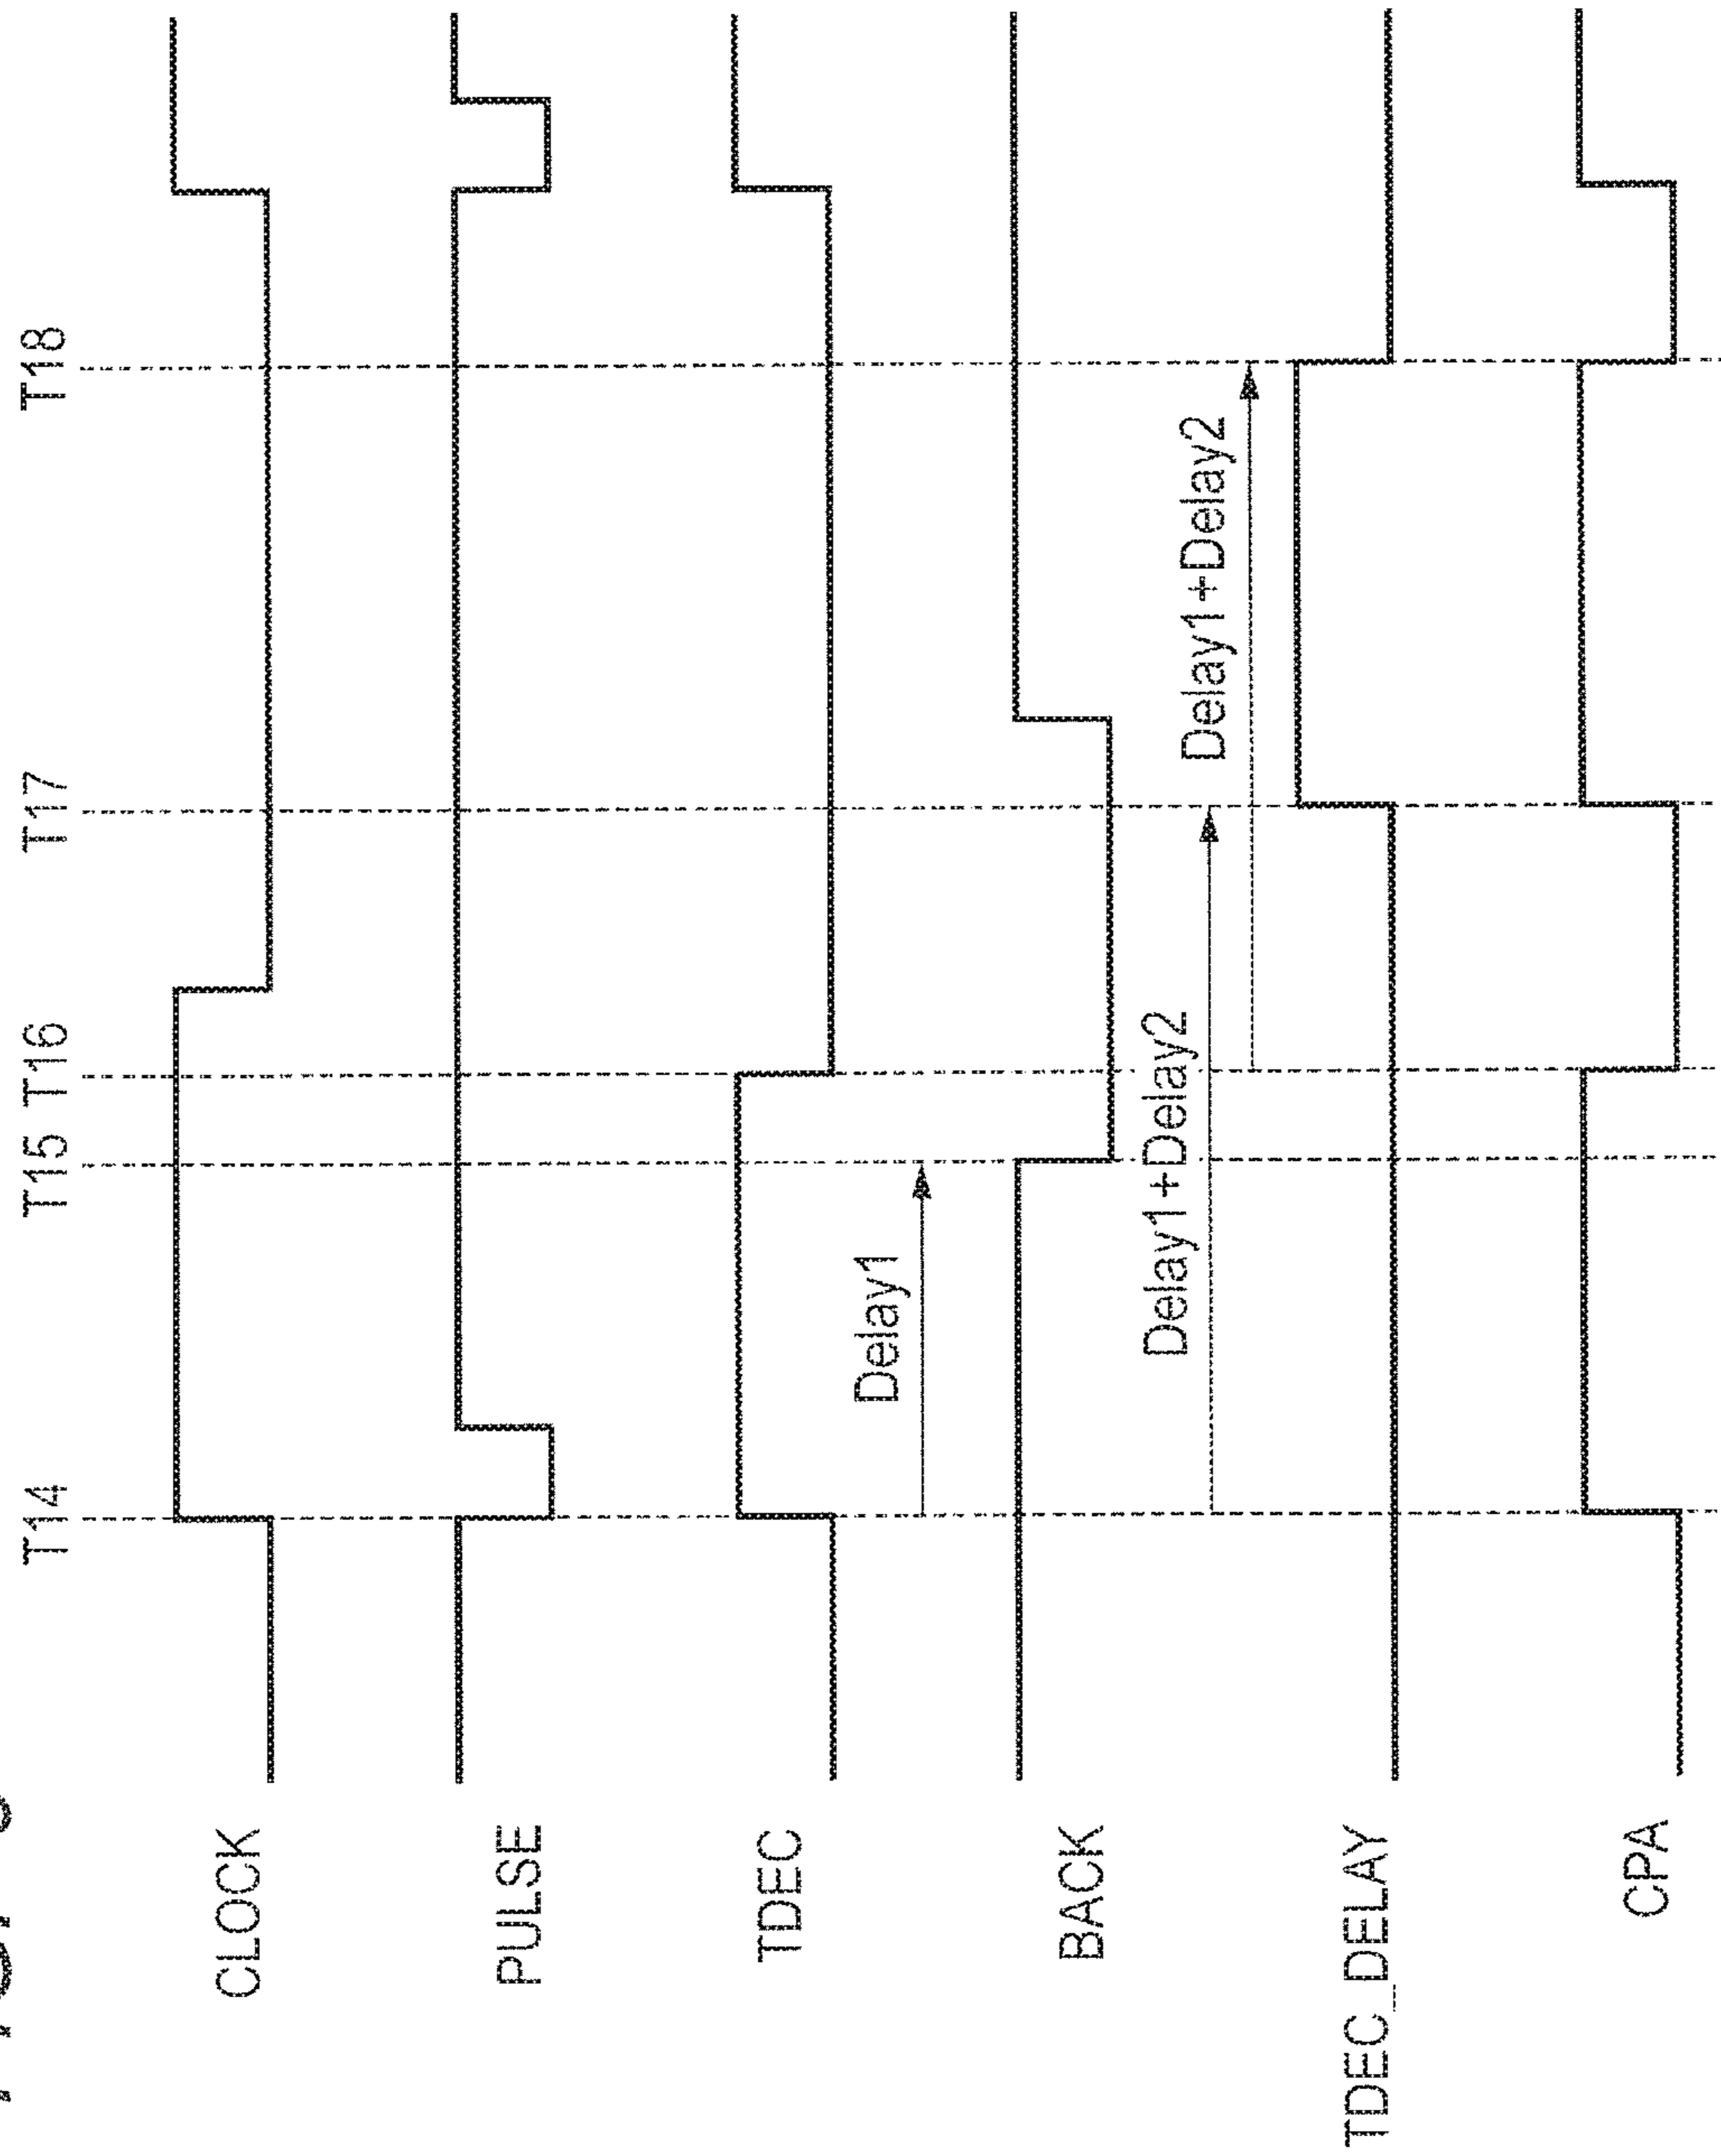 T14 T15 T16 T17 T18
CLOCK
PULSE
TDEC
Delay1
BACK
Delay1+Delay2
Delay1+Delay2
TDEC_DELAY
CPA